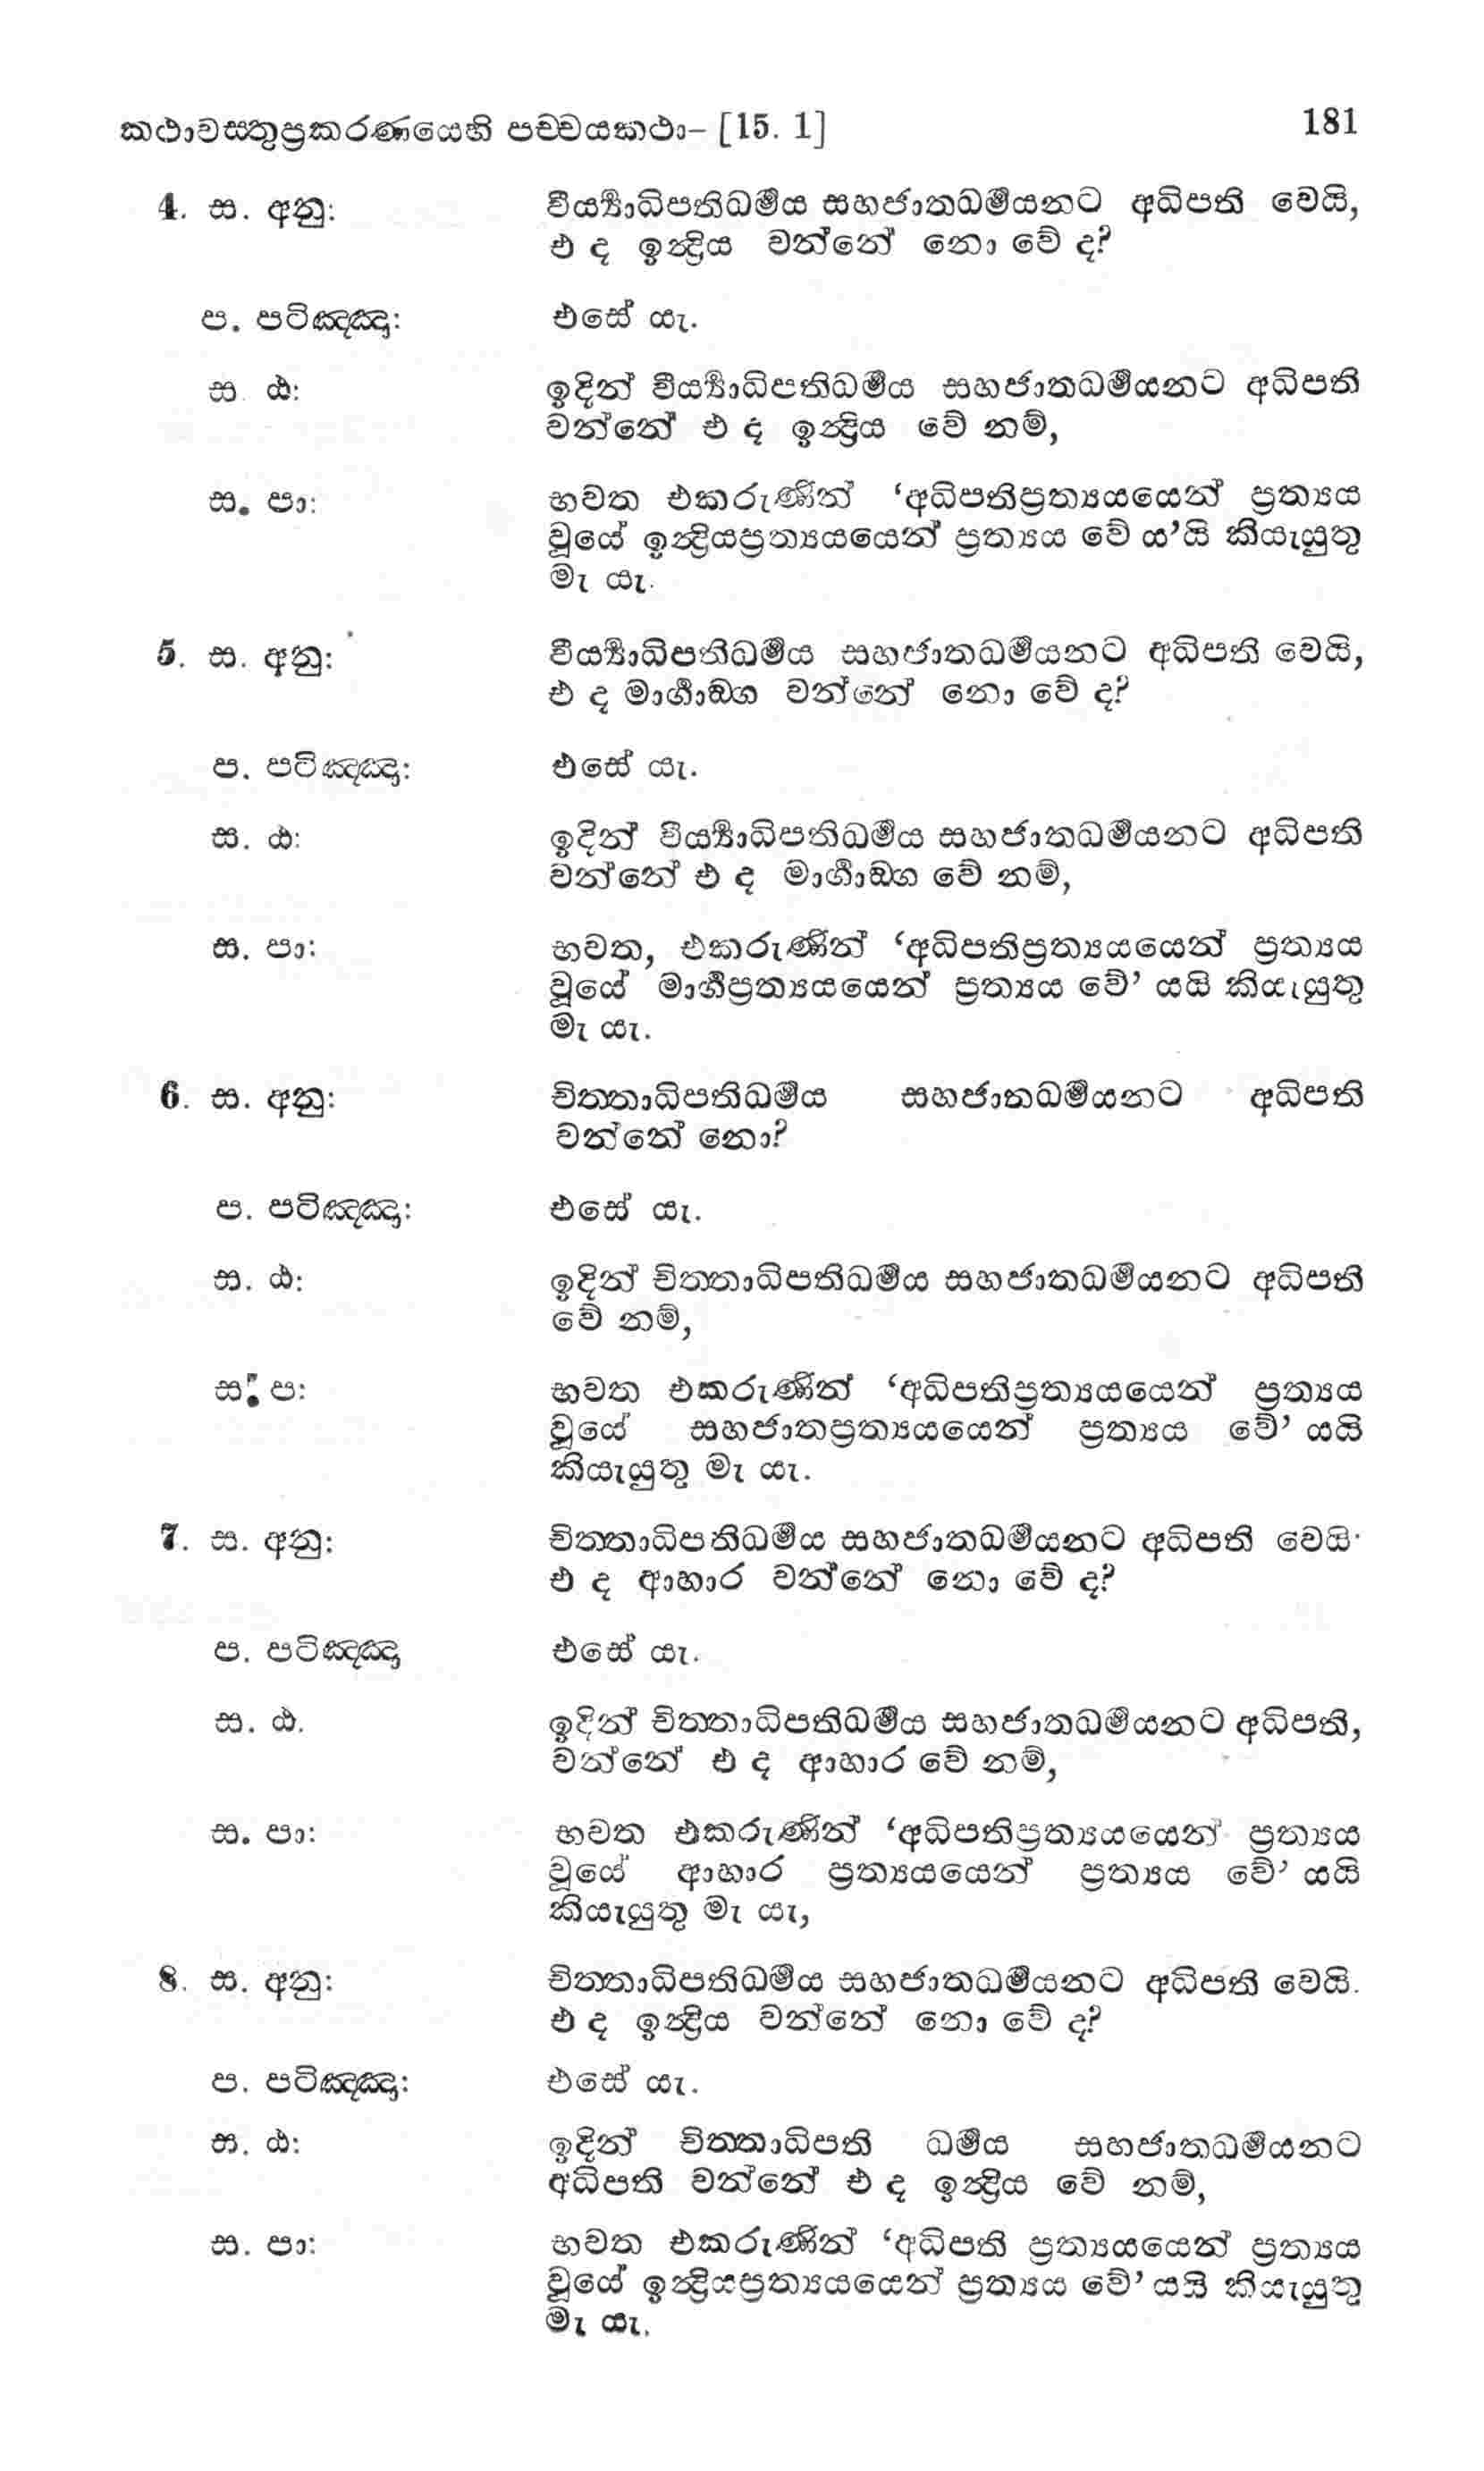 කථාවස්තුප්‍රකරණයෙහි පච්චයකථා- [15. 1] 181
4. ස. අනු: වීර්‍ය්‍යාධිපතිධර්‍මය සහජාතධර්‍මයනට අධිපති වෙයි,
එ ද ඉන්‍ද්‍රිය වන්නේ නො වේ ද?
ප. පටිඤ්ඤා: එසේ යැ.
ස. ඨ: ඉදින් වීර්‍ය්‍යාධිපතිධර්‍මය සහජාතධර්‍මයනට අධිපති
වන්නේ එ ද ඉන්‍ද්‍රිය වේ නම්,
ස. පා: භවත එකරුණින් ‘අධිපතිප්‍රත්‍යයයෙන් ප්‍රත්‍යය
වූයේ ඉන්‍ද්‍රියප්‍රත්‍යයයෙන් ප්‍රත්‍යය වේ ය’යි කියැයුතු
මැ යැ.
5. ස. අනු: වීර්‍ය්‍යාධිපතිධර්‍මය සහජාතධර්‍මයනට අධිපති වෙයි,
එ ද මාර්‍ගාඞ්ග වන්නේ නො වේ ද?
ප. පටිඤ්ඤා: එසේ යැ.
ස. ඨ: ඉදින් වීර්‍ය්‍යාධිපතිධර්‍මය සහජාතධර්‍මයනට අධිපති
වන්නේ එ ද මාර්‍ගාඞ්ග වේ නම්,
ස. පා: භවත, එකරුණින් ‘අධිපතිප්‍රත්‍යයයෙන් ප්‍රත්‍යය
වූයේ මාර්‍ගප්‍රත්‍යයයෙන් ප්‍රත්‍යය වේ’ යයි කියැයුතු
මැ යැ.
6. ස. අනු: චිත්තාධිපතිධර්‍මය සහජාතධර්‍මයනට අධිපති
වන්නේ නො?
ප. පටිඤ්ඤා: එසේ යැ.
ස. ඨ: ඉදින් චිත්තාධිපතිධර්‍මය සහජාතධර්‍මයනට අධිපති
වේ නම්,
ස. ප: භවත එකරුණින් ‘අධිපතිප්‍රත්‍යයයෙන් ප්‍රත්‍යය
වූයේ සහජාතප්‍රත්‍යයයෙන් ප්‍රත්‍යය වේ’ යයි
කියැයුතු මැ යැ.
7. ස. අනු: චිත්තාධිපතිධර්‍මය සහජාතධර්‍මයනට අධිපති වෙයි·
එ ද ආහාර වන්නේ නො වේ ද?
ප. පටිඤ්ඤා එසේ යැ.
ස. ඨ. ඉදින් චිත්තාධිපතිධර්‍මය සහජාතධර්‍මයනට අධිපති,
වන්නේ එ ද ආහාර වේ නම්,
ස. පා: භවත එකරුණින් ‘අධිපතිප්‍රත්‍යයයෙන් ප්‍රත්‍යය
වූයේ ආහාර ප්‍රත්‍යයයෙන් ප්‍රත්‍යය වේ’ යයි
කියැයුතු මැ යැ,
8. ස. අනු: චිත්තාධිපතිධර්‍මය සහජාතධර්‍මයනට අධිපති වෙයි.
එ ද ඉන්‍ද්‍රිය වන්නේ නො වේ ද?
ප. පටිඤ්ඤා: එසේ යැ.
ස. ඨ: ඉදින් චිත්තාධිපති ධර්‍මය සහජාතධර්‍මයනට
අධිපති වන්නේ එ ද ඉන්‍ද්‍රිය වේ නම්,
ස. පා: භවත එකරුණින් ‘අධිපති ප්‍රත්‍යයයෙන් ප්‍රත්‍යය
වූයේ ඉන්‍ද්‍රියප්‍රත්‍යයයෙන් ප්‍රත්‍යය වේ’ යයි කියැයුතු
මැ යැ.